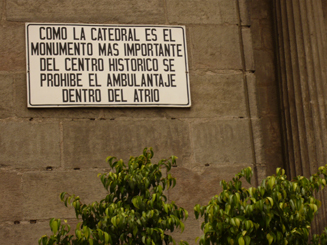 COMO LA CATEDRAL ES EL
MONUMENTO MAS IMPORTANTE
DEL CENTRO HISTORICO SE
PROHIBE EL AMBULANTAJE
DENTRO DEL ATRIO